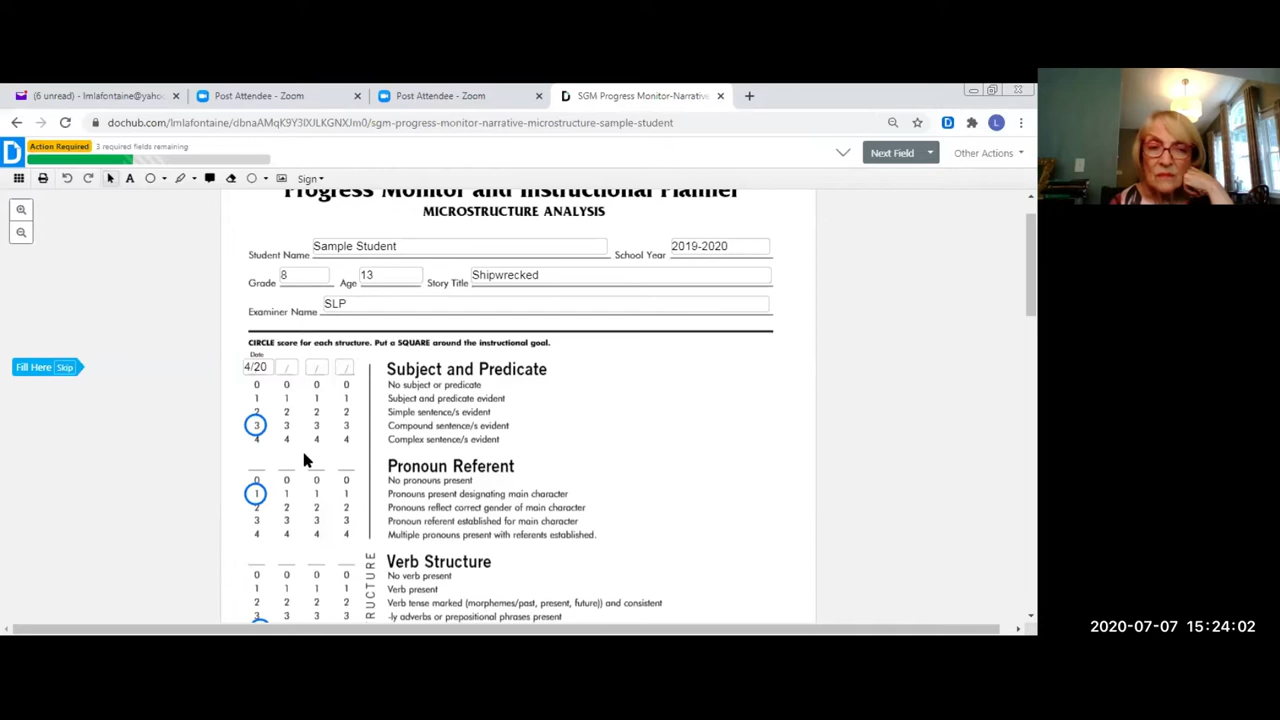 (6 unread) - lmlafontaine@yaho
Post Attendee - Zoom
Post Attendee - Zoom
SGM Progress Monitor-Narrative
dochub.com/lmlafontaine/dbnaAMqK9Y3lXJLKGNXJm0/sgm-progress-monitor-narrative-microstructure-sample-student
L
D
Action Required
3 required fields remaining
Next Field
Other Actions
A
Sign
Progress Monitor and Instructional Planner
MICROSTRUCTURE ANALYSIS
Student Name Sample Student School Year 2019-2020
Grade 8 Age 13 Story Title Shipwrecked
Examiner Name SLP
CIRCLE score for each structure. Put a SQUARE around the instructional goal.
Date
Fill Here Skip
4/20 / / / Subject and Predicate
0 0 0 0 No subject or predicate
1 1 1 1 Subject and predicate evident
2 2 2 2 Simple sentence/s evident
3 3 3 3 Compound sentence/s evident
4 4 4 4 Complex sentence/s evident
Pronoun Referent
0 0 0 0 No pronouns present
1 1 1 1 Pronouns present designating main character
2 2 2 2 Pronouns reflect correct gender of main character
3 3 3 3 Pronoun referent established for main character
4 4 4 4 Multiple pronouns present with referents established.
Verb Structure
0 0 0 0 No verb present
1 1 1 1 Verb present
2 2 2 2 Verb tense marked (morphemes/past, present, future)) and consistent
3 3 3 3 -ly adverbs or prepositional phrases present
RUCTURE
2020-07-07 15:24:02